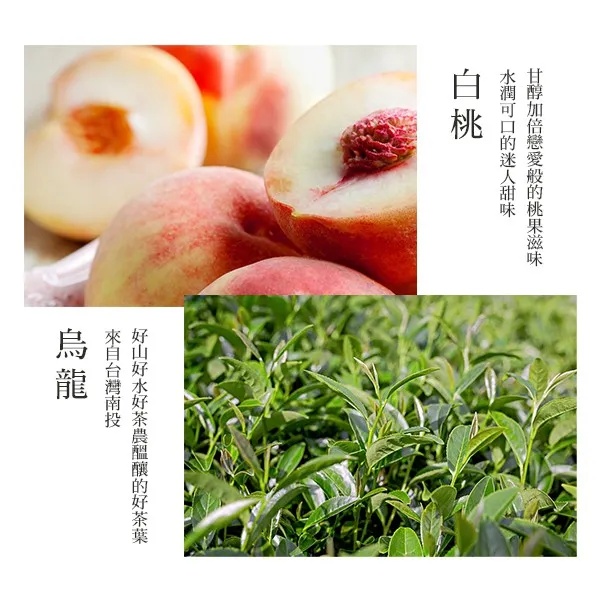 白桃
甘醇加倍戀愛般的桃果滋味
水潤可口的迷人甜味
烏龍
好山好水好茶農醞釀的好茶葉
來自台灣南投